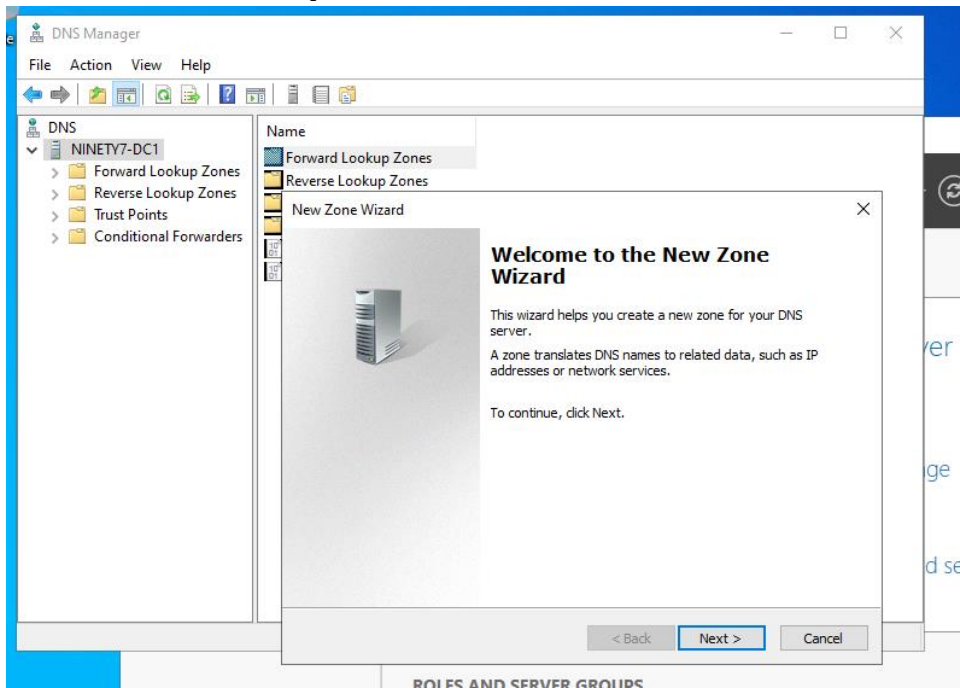 DNS Manager
File Action View Help
DNS
NINETY7-DC1
Forward Lookup Zones
Reverse Lookup Zones
Trust Points
Conditional Forwarders
Name
Forward Lookup Zones
Reverse Lookup Zones
New Zone Wizard
Welcome to the New Zone
Wizard
This wizard helps you create a new zone for your DNS
server.
A zone translates DNS names to related data, such as IP
addresses or network services.
To continue, click Next.
< Back Next > Cancel
ROLES AND SERVER GROUPS